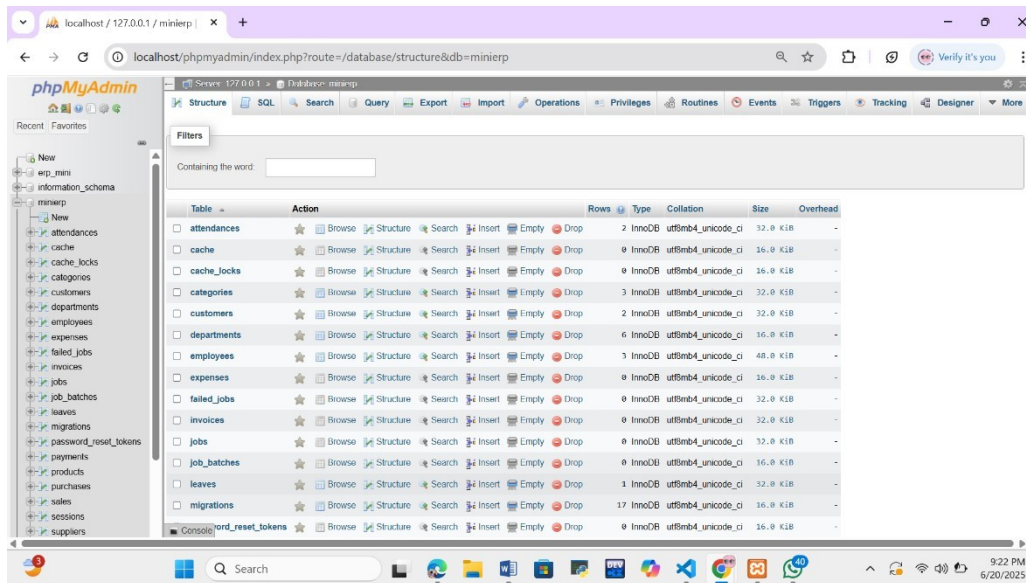 localhost / 127.0.0.1 / minierp |
localhost/phpmyadmin/index.php?route=/database/structure&db=minierp
Verify it's you
phpMyAdmin
Recent Favorites
New
erp_mini
information_schema
minierp
New
attendances
cache
cache_locks
categories
customers
departments
employees
expenses
failed_jobs
invoices
jobs
job_batches
leaves
migrations
password_reset_tokens
payments
products
purchases
sales
sessions
suppliers
Server: 127.0.0.1 » Database: minierp
Structure SQL Search Query Export Import Operations Privileges Routines Events Triggers Tracking Designer More
Filters
Containing the word:
Table Action Rows Type Collation Size Overhead
attendances Browse Structure Search Insert Empty Drop 2 InnoDB utf8mb4_unicode_ci 32.0 KiB -
cache Browse Structure Search Insert Empty Drop 0 InnoDB utf8mb4_unicode_ci 16.0 KiB -
cache_locks Browse Structure Search Insert Empty Drop 0 InnoDB utf8mb4_unicode_ci 16.0 KiB -
categories Browse Structure Search Insert Empty Drop 3 InnoDB utf8mb4_unicode_ci 32.0 KiB -
customers Browse Structure Search Insert Empty Drop 2 InnoDB utf8mb4_unicode_ci 32.0 KiB -
departments Browse Structure Search Insert Empty Drop 6 InnoDB utf8mb4_unicode_ci 16.0 KiB -
employees Browse Structure Search Insert Empty Drop 3 InnoDB utf8mb4_unicode_ci 48.0 KiB -
expenses Browse Structure Search Insert Empty Drop 0 InnoDB utf8mb4_unicode_ci 16.0 KiB -
failed_jobs Browse Structure Search Insert Empty Drop 0 InnoDB utf8mb4_unicode_ci 32.0 KiB -
invoices Browse Structure Search Insert Empty Drop 0 InnoDB utf8mb4_unicode_ci 32.0 KiB -
jobs Browse Structure Search Insert Empty Drop 0 InnoDB utf8mb4_unicode_ci 32.0 KiB -
job_batches Browse Structure Search Insert Empty Drop 0 InnoDB utf8mb4_unicode_ci 16.0 KiB -
leaves Browse Structure Search Insert Empty Drop 1 InnoDB utf8mb4_unicode_ci 32.0 KiB -
migrations Browse Structure Search Insert Empty Drop 17 InnoDB utf8mb4_unicode_ci 16.0 KiB -
Console ord_reset_tokens Browse Structure Search Insert Empty Drop 0 InnoDB utf8mb4_unicode_ci 16.0 KiB -
3 Search DEV 40 9:22 PM
6/20/2025